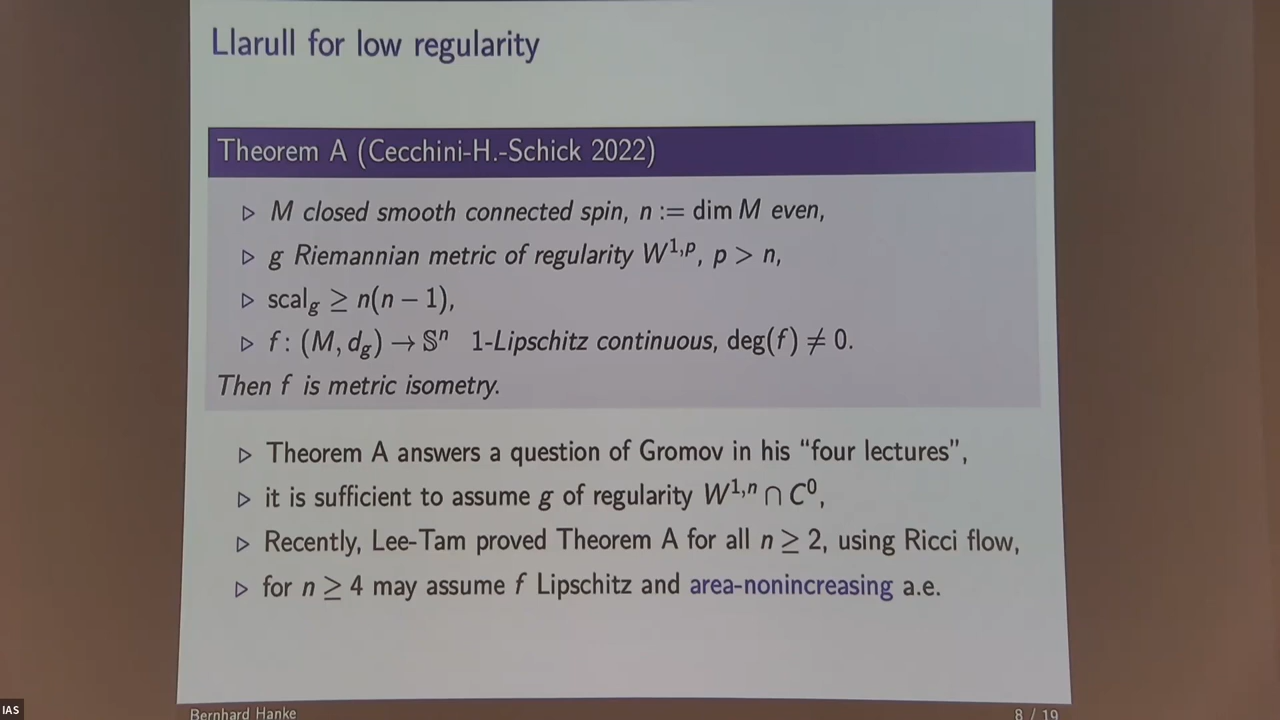 Llarull for low regularity
Theorem A (Cecchini-H.-Schick 2022)
▷ M closed smooth connected spin, n := dim M even,
▷ g Riemannian metric of regularity W^{1,p}, p > n,
▷ scal_g ≥ n(n − 1),
▷ f : (M, d_g) → 𝕊^n 1-Lipschitz continuous, deg(f) ≠ 0.
Then f is metric isometry.
▷ Theorem A answers a question of Gromov in his “four lectures”,
▷ it is sufficient to assume g of regularity W^{1,n} ∩ C^0,
▷ Recently, Lee-Tam proved Theorem A for all n ≥ 2, using Ricci flow,
▷ for n ≥ 4 may assume f Lipschitz and area-nonincreasing a.e.
IAS
Bernhard Hanke
8 / 19